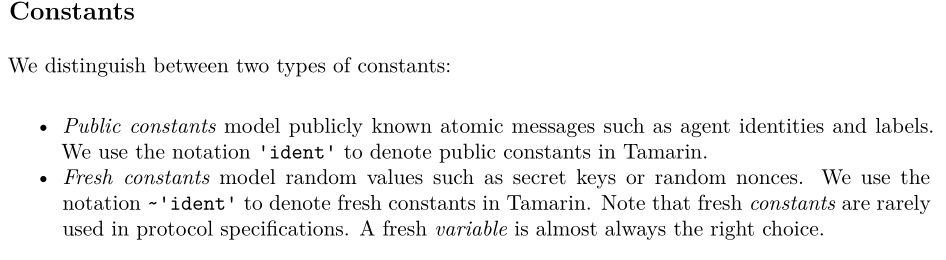 Constants
We distinguish between two types of constants:
• Public constants model publicly known atomic messages such as agent identities and labels.
We use the notation 'ident' to denote public constants in Tamarin.
• Fresh constants model random values such as secret keys or random nonces. We use the
notation ~'ident' to denote fresh constants in Tamarin. Note that fresh constants are rarely
used in protocol specifications. A fresh variable is almost always the right choice.